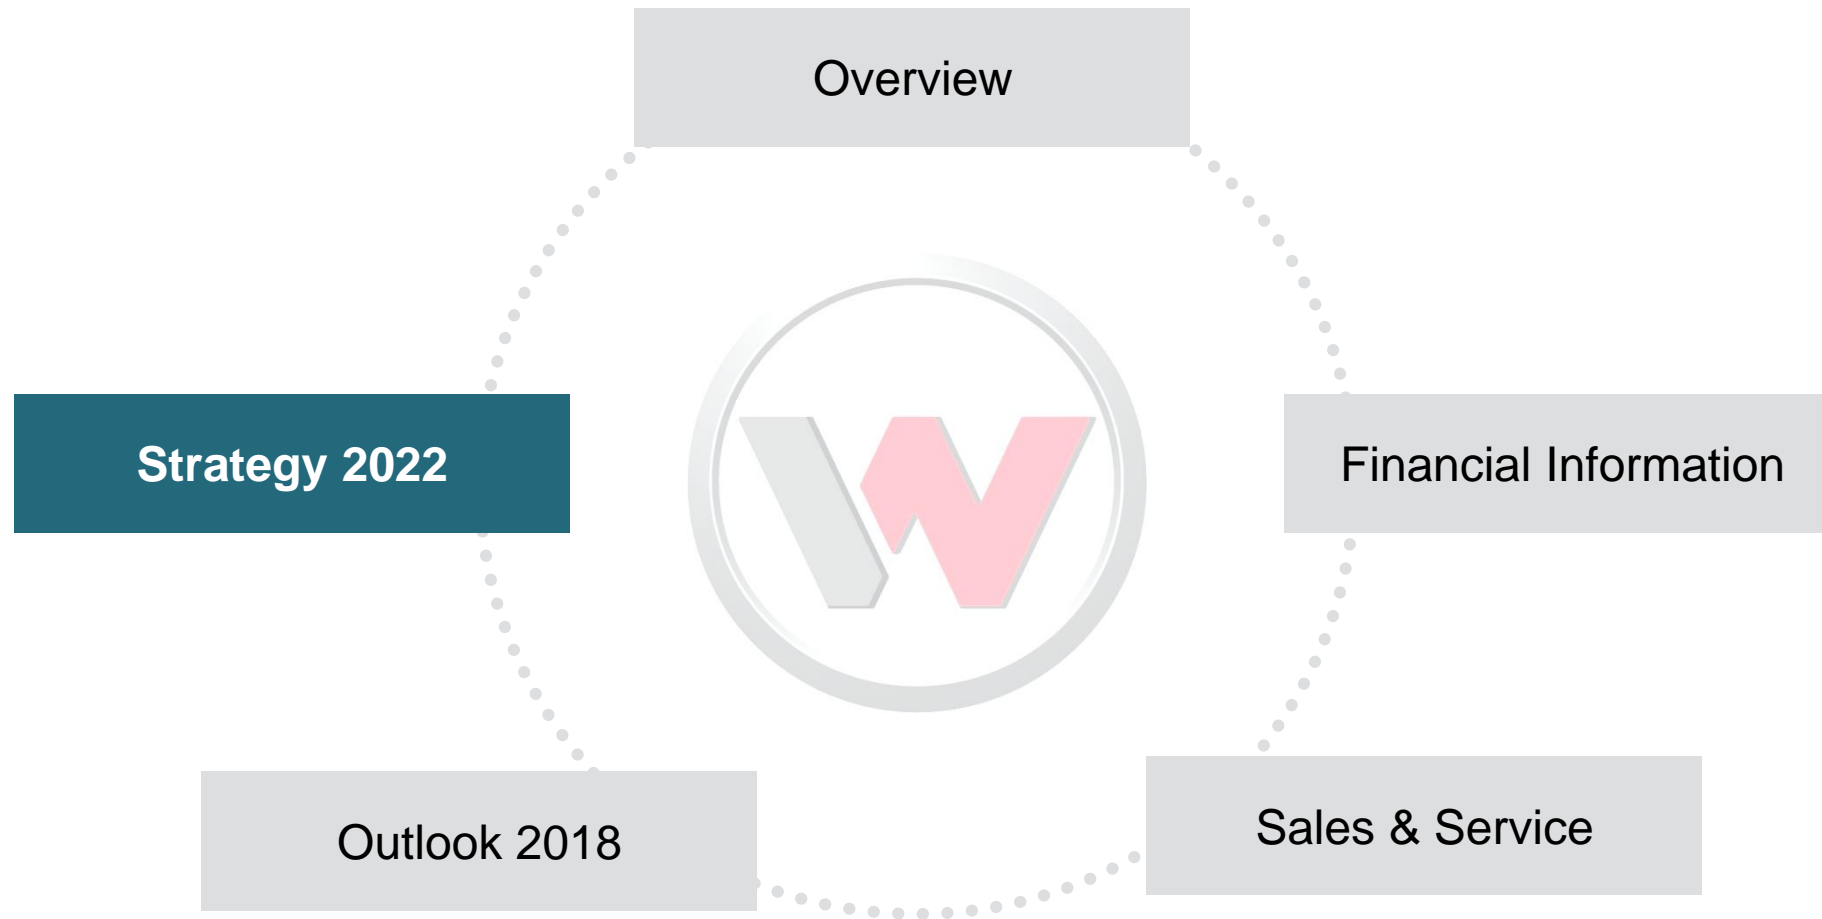 Overview
Strategy 2022
Financial Information
Outlook 2018
Sales & Service